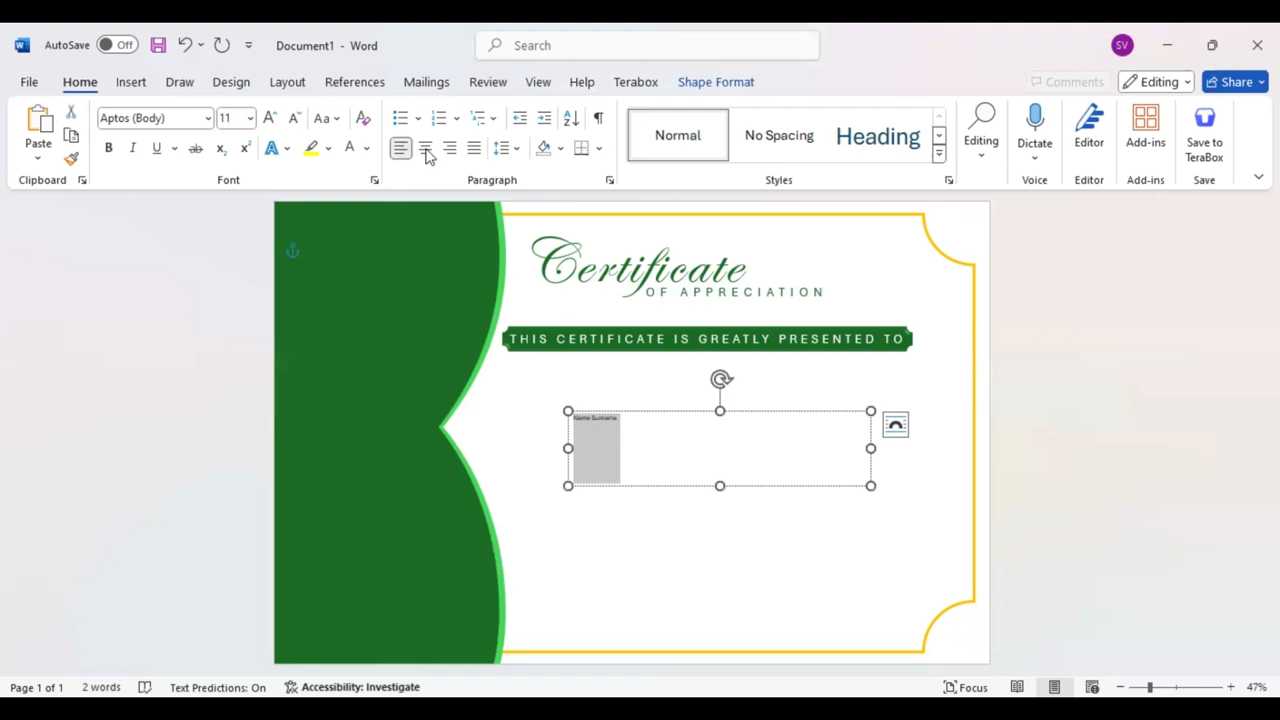 AutoSave Off Document1 - Word Search SV
File Home Insert Draw Design Layout References Mailings Review View Help Terabox Shape Format Comments Editing Share
Paste Aptos (Body) 11 Aa Normal No Spacing Heading Editing Dictate Editor Add-ins Save to TeraBox
Clipboard Font Paragraph Styles Voice Editor Add-ins Save
Certificate
OF APPRECIATION
THIS CERTIFICATE IS GREATLY PRESENTED TO
Name Surname
Page 1 of 1 2 words Text Predictions: On Accessibility: Investigate Focus 47%